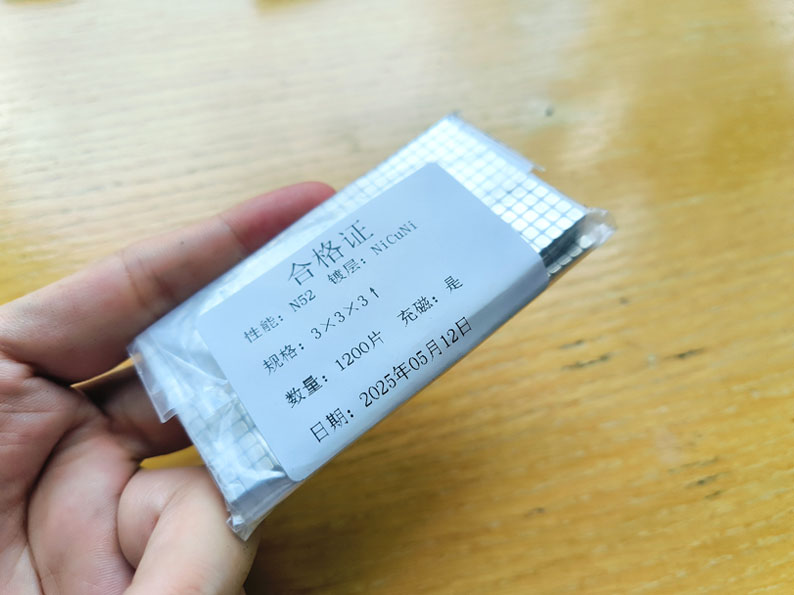 合格证
性能：N52 镀层：NiCuNi
规格：3×3×3↑
数量：1200片 充磁：是
日期：2025年05月12日